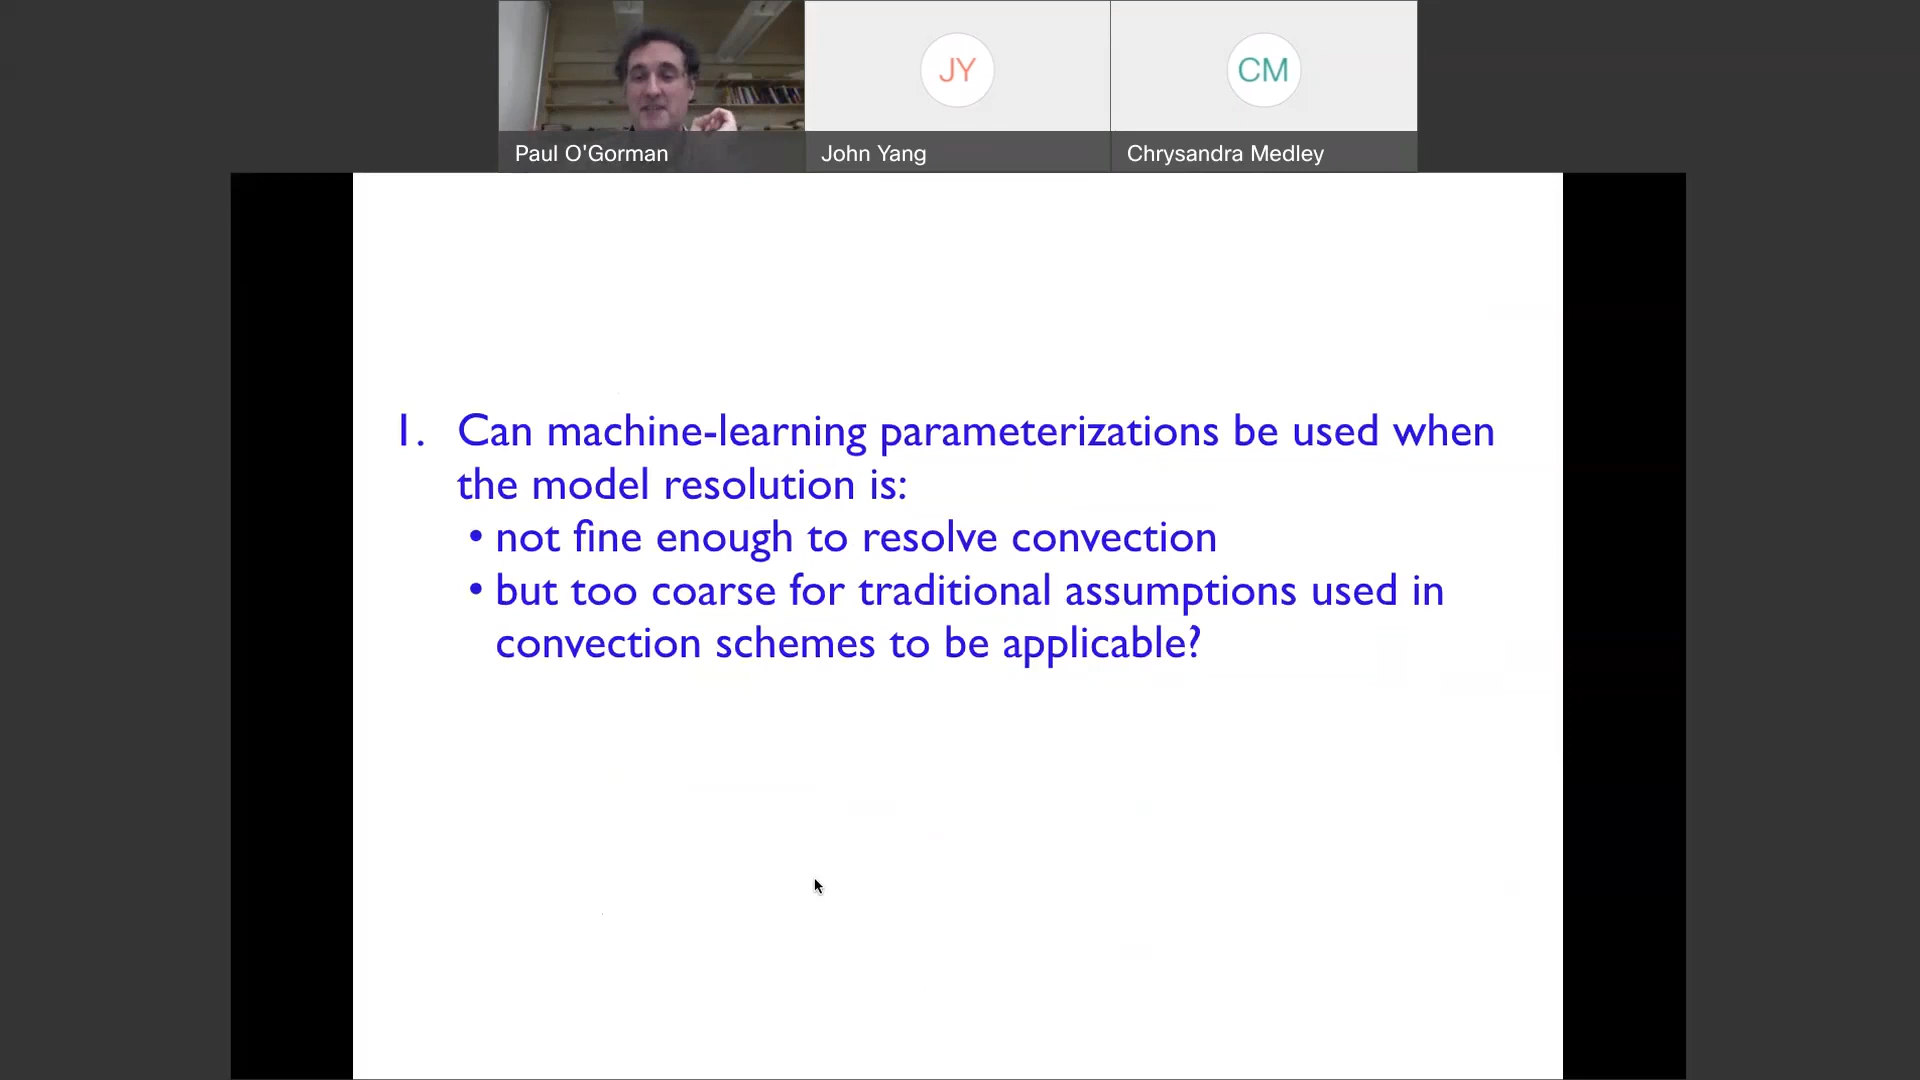 JY
CM
Paul O'Gorman
John Yang
Chrysandra Medley
1. Can machine-learning parameterizations be used when
the model resolution is:
• not fine enough to resolve convection
• but too coarse for traditional assumptions used in
convection schemes to be applicable?